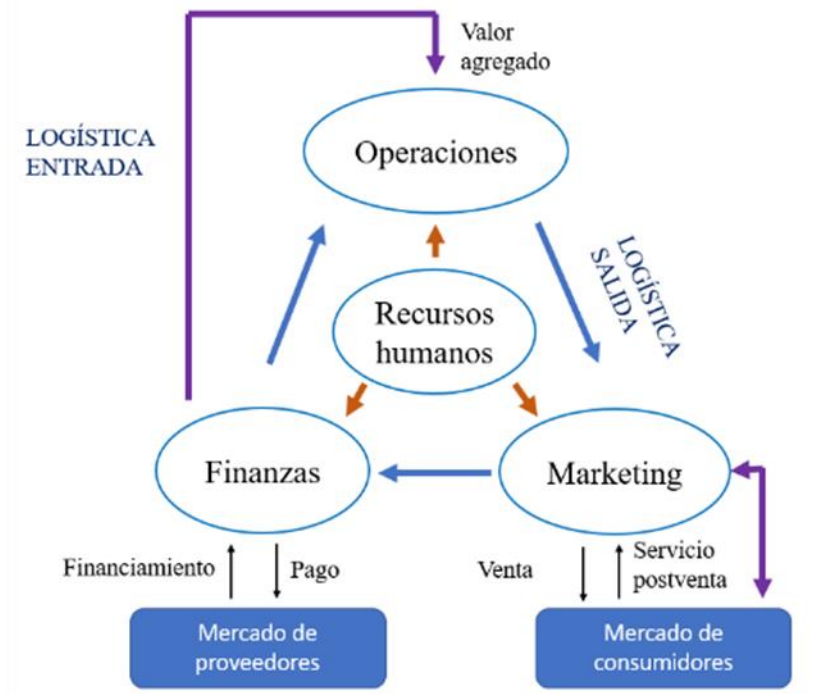 Valor
agregado
LOGÍSTICA
ENTRADA
Operaciones
LOGÍSTICA
SALIDA
Recursos
humanos
Finanzas
Marketing
Financiamiento
Pago
Venta
Servicio
postventa
Mercado de
proveedores
Mercado de
consumidores